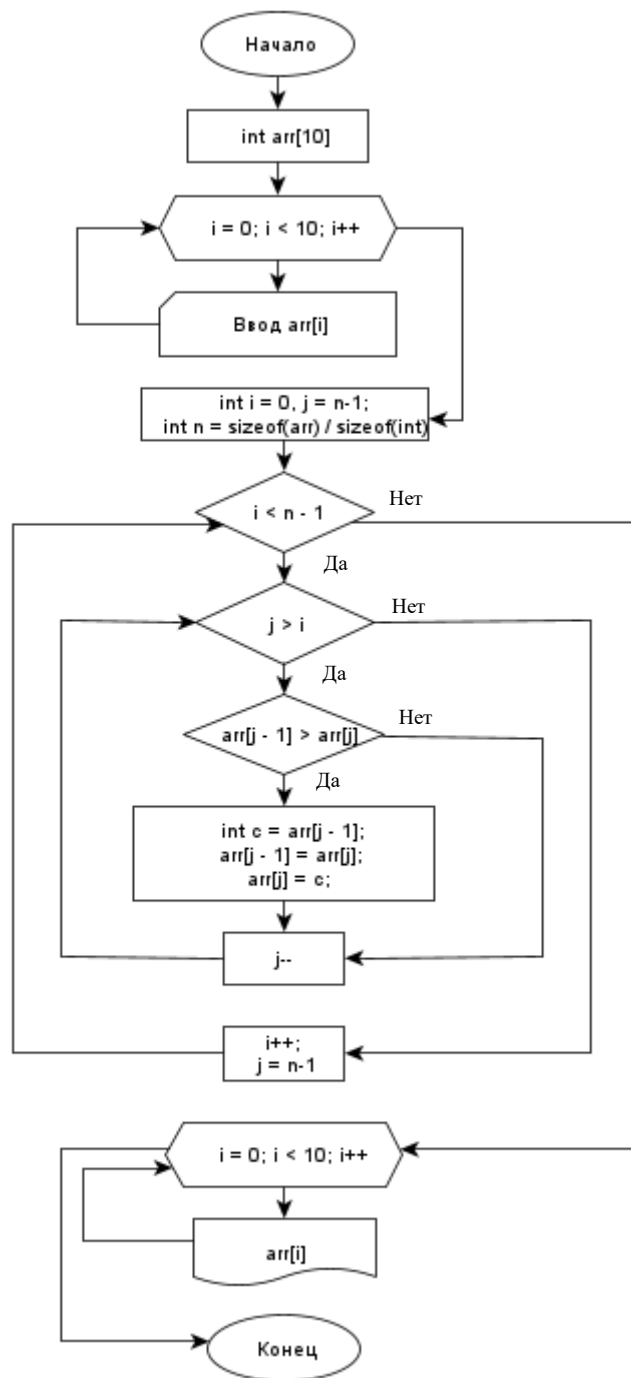 Начало
int arr[10]
i = 0; i < 10; i++
Ввод arr[i]
int i = 0, j = n-1;
int n = sizeof(arr) / sizeof(int)
i < n - 1
Нет
Да
j > i
Нет
Да
arr[j - 1] > arr[j]
Нет
Да
int c = arr[j - 1];
arr[j - 1] = arr[j];
arr[j] = c;
j--
i++;
j = n-1
i = 0; i < 10; i++
arr[i]
Конец